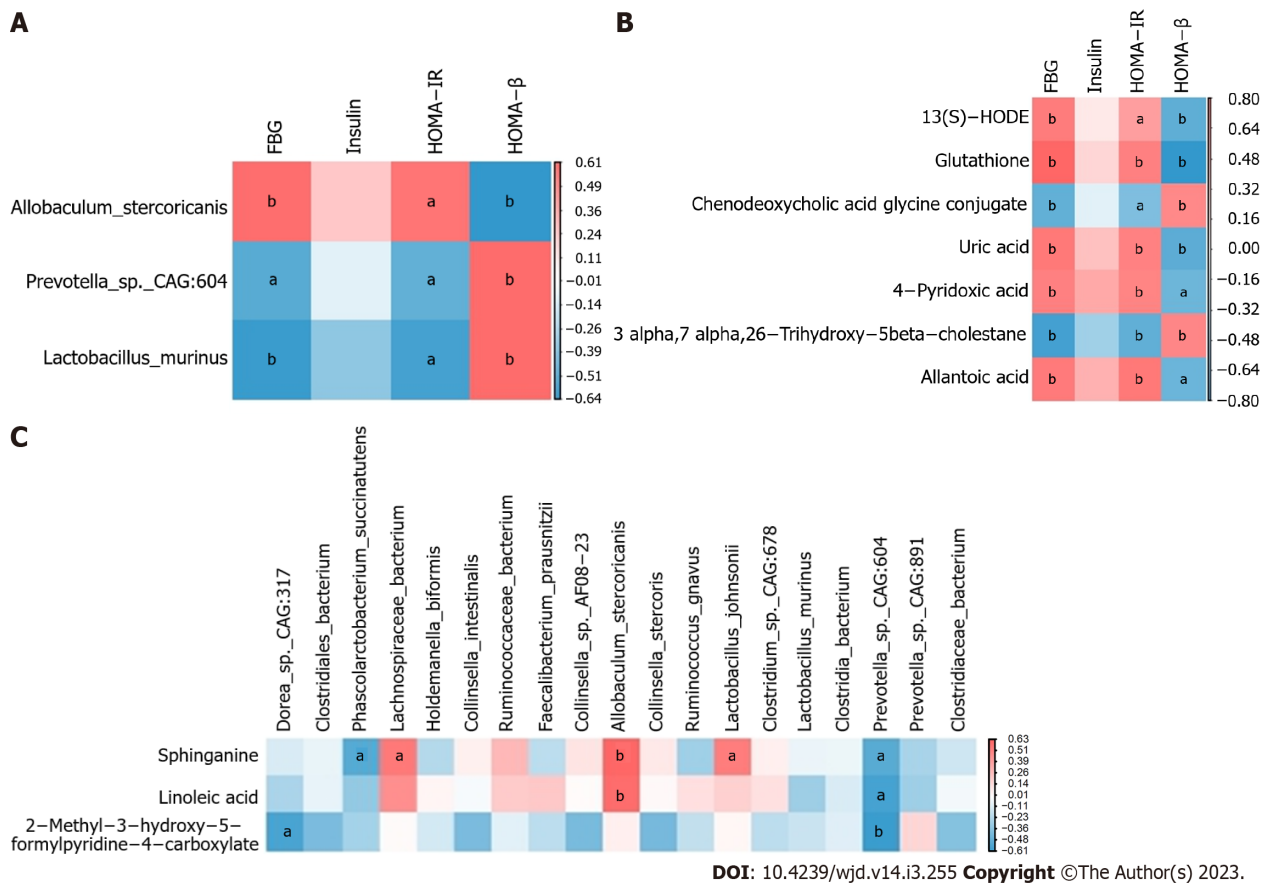 A
FBG
Insulin
HOMA−IR
HOMA−β
Allobaculum_stercoricanis
b
a
b
Prevotella_sp._CAG:604
a
a
b
Lactobacillus_murinus
b
a
b
0.61
0.49
0.36
0.24
0.11
−0.01
−0.14
−0.26
−0.39
−0.51
−0.64
B
FBG
Insulin
HOMA−IR
HOMA−β
13(S)−HODE
b
a
b
Glutathione
b
b
b
Chenodeoxycholic acid glycine conjugate
b
a
b
Uric acid
b
b
b
4−Pyridoxic acid
b
b
a
3 alpha,7 alpha,26−Trihydroxy−5beta−cholestane
b
b
b
Allantoic acid
b
b
a
0.80
0.64
0.48
0.32
0.16
0.00
−0.16
−0.32
−0.48
−0.64
−0.80
C
Dorea_sp._CAG:317
Clostridiales_bacterium
Phascolarctobacterium_succinatutens
Lachnospiraceae_bacterium
Holdemanella_biformis
Collinsella_intestinalis
Ruminococcaceae_bacterium
Faecalibacterium_prausnitzii
Collinsella_sp._AF08−23
Allobaculum_stercoricanis
Collinsella_stercoris
Ruminococcus_gnavus
Lactobacillus_johnsonii
Clostridium_sp._CAG:678
Lactobacillus_murinus
Clostridia_bacterium
Prevotella_sp._CAG:604
Prevotella_sp._CAG:891
Clostridiaceae_bacterium
Sphinganine
a
a
b
a
a
Linoleic acid
b
a
2−Methyl−3−hydroxy−5−
formylpyridine−4−carboxylate
a
b
0.63
0.51
0.39
0.26
0.14
0.01
−0.11
−0.23
−0.36
−0.48
−0.61
DOI: 10.4239/wjd.v14.i3.255 Copyright ©The Author(s) 2023.